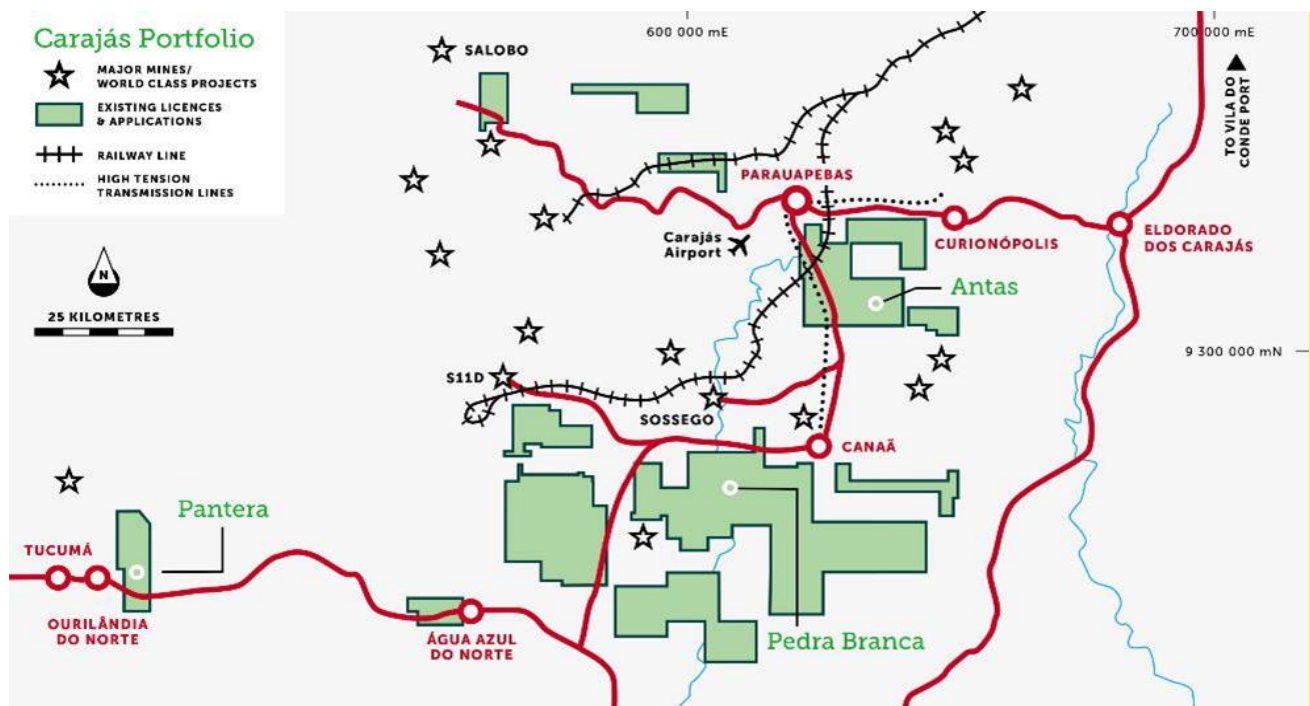 Carajás Portfolio
MAJOR MINES/
WORLD CLASS PROJECTS
EXISTING LICENCES
& APPLICATIONS
RAILWAY LINE
HIGH TENSION
TRANSMISSION LINES
N
25 KILOMETRES
600 000 mE
700 000 mE
TO VILA DO
CONDE PORT
SALOBO
PARAUAPEBAS
Carajás
Airport
CURIONÓPOLIS
ELDORADO
DOS CARAJÁS
Antas
9 300 000 mN
S11D
SOSSEGO
CANAÃ
Pantera
TUCUMÁ
OURILÂNDIA
DO NORTE
ÁGUA AZUL
DO NORTE
Pedra Branca